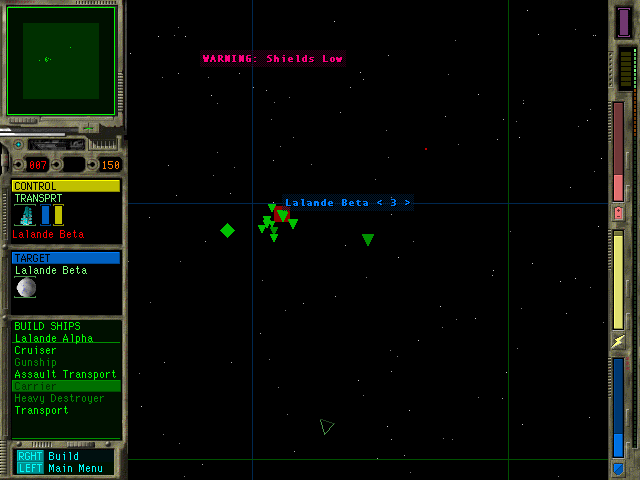 WARNING: Shields Low
007
150
CONTROL
TRANSPRT
Lalande Beta
Lalande Beta < 3 >
TARGET
Lalande Beta
BUILD SHIPS
Lalande Alpha
Cruiser
Gunship
Assault Transport
Carrier
Heavy Destroyer
Transport
RGHT Build
LEFT Main Menu